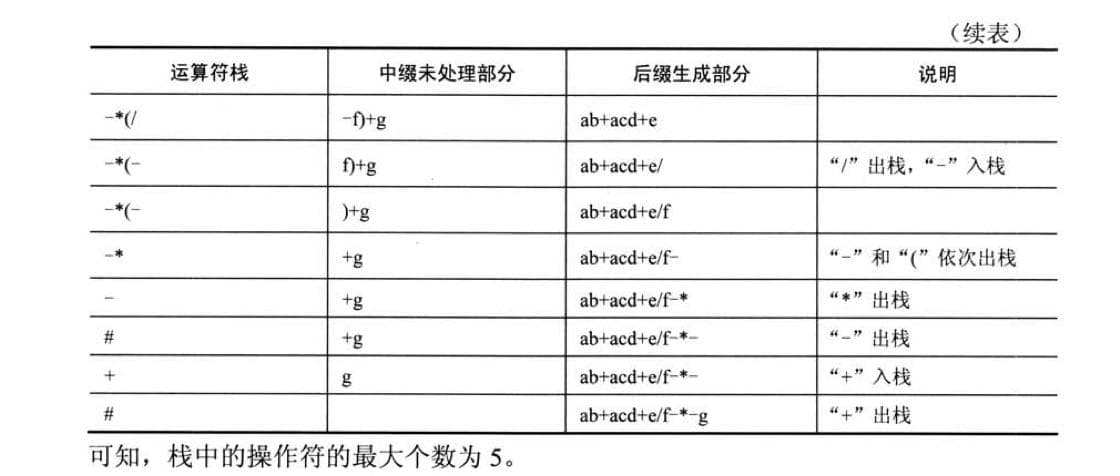 （续表）
运算符栈 中缀未处理部分 后缀生成部分 说明
-*(/ -f)+g ab+acd+e
-*(- f)+g ab+acd+e/ “/”出栈，“-”入栈
-*(- )+g ab+acd+e/f
-* +g ab+acd+e/f- “-”和“(”依次出栈
- +g ab+acd+e/f-* “*”出栈
# +g ab+acd+e/f-*- “-”出栈
+ g ab+acd+e/f-*- “+”入栈
# ab+acd+e/f-*-g “+”出栈
可知，栈中的操作符的最大个数为 5。